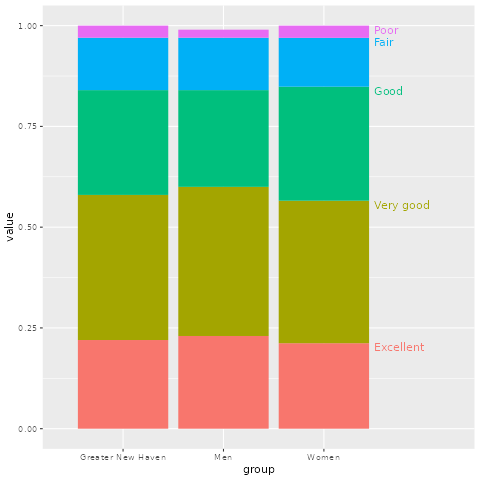 1.00
Poor
Fair
Good
0.75
Very good
0.50
value
0.25
Excellent
0.00
Greater New Haven Men Women
group